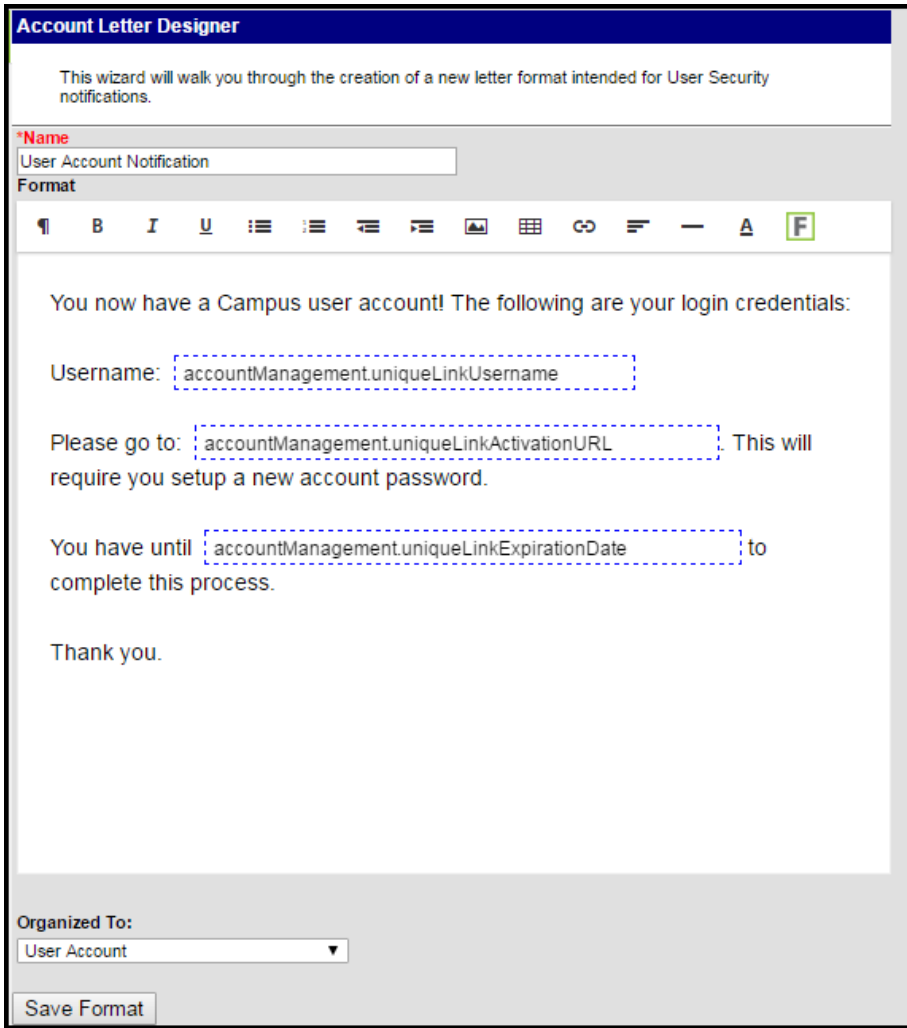 Account Letter Designer
This wizard will walk you through the creation of a new letter format intended for User Security
notifications.
*Name
User Account Notification
Format
¶ B I U A F
You now have a Campus user account! The following are your login credentials:
Username: accountManagement.uniqueLinkUsername
Please go to: accountManagement.uniqueLinkActivationURL . This will
require you setup a new account password.
You have until accountManagement.uniqueLinkExpirationDate to
complete this process.
Thank you.
Organized To:
User Account
Save Format